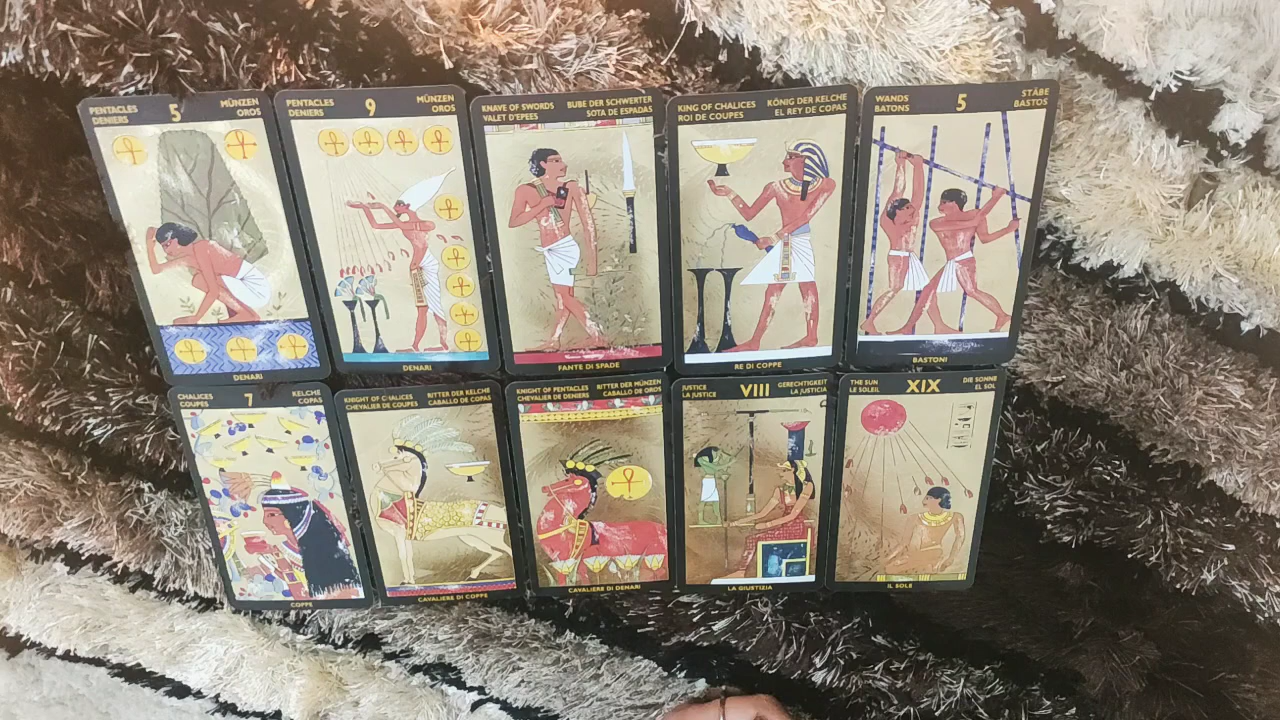 PENTACLES 5 MÜNZEN
DENIERS OROS
DENARI
PENTACLES 9 MÜNZEN
DENIERS OROS
DENARI
KNAVE OF SWORDS BUBE DER SCHWERTER
VALET D'EPEES SOTA DE ESPADAS
FANTE DI SPADE
KING OF CHALICES KÖNIG DER KELCHE
ROI DE COUPES EL REY DE COPAS
RE DI COPPE
WANDS 5 STÄBE
BATONS BASTOS
BASTONI
CHALICES 7 KELCHE
COUPES COPAS
COPPE
KNIGHT OF CHALICES RITTER DER KELCHE
CHEVALIER DE COUPES CABALLO DE COPAS
CAVALIERE DI COPPE
KNIGHT OF PENTACLES RITTER DER MÜNZEN
CHEVALIER DE DENIERS CABALLO DE OROS
CAVALIERE DI DENARI
JUSTICE VIII GERECHTIGKEIT
LA JUSTICE LA JUSTICIA
LA GIUSTIZIA
THE SUN XIX DIE SONNE
LE SOLEIL EL SOL
IL SOLE